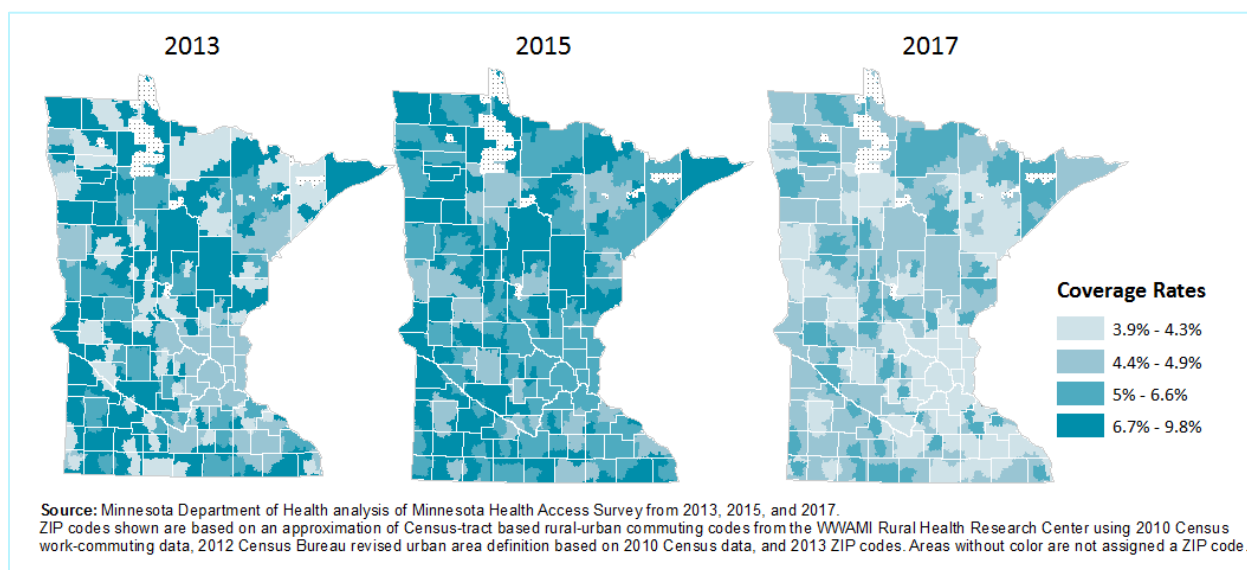 2013 2015 2017
Coverage Rates
3.9% - 4.3%
4.4% - 4.9%
5% - 6.6%
6.7% - 9.8%
Source: Minnesota Department of Health analysis of Minnesota Health Access Survey from 2013, 2015, and 2017.
ZIP codes shown are based on an approximation of Census-tract based rural-urban commuting codes from the WWAMI Rural Health Research Center using 2010 Census
work-commuting data, 2012 Census Bureau revised urban area definition based on 2010 Census data, and 2013 ZIP codes. Areas without color are not assigned a ZIP code.